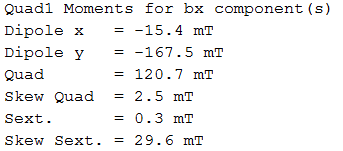 Quad1 Moments for bx component(s)
Dipole x = -15.4 mT
Dipole y = -167.5 mT
Quad = 120.7 mT
Skew Quad = 2.5 mT
Sext. = 0.3 mT
Skew Sext. = 29.6 mT